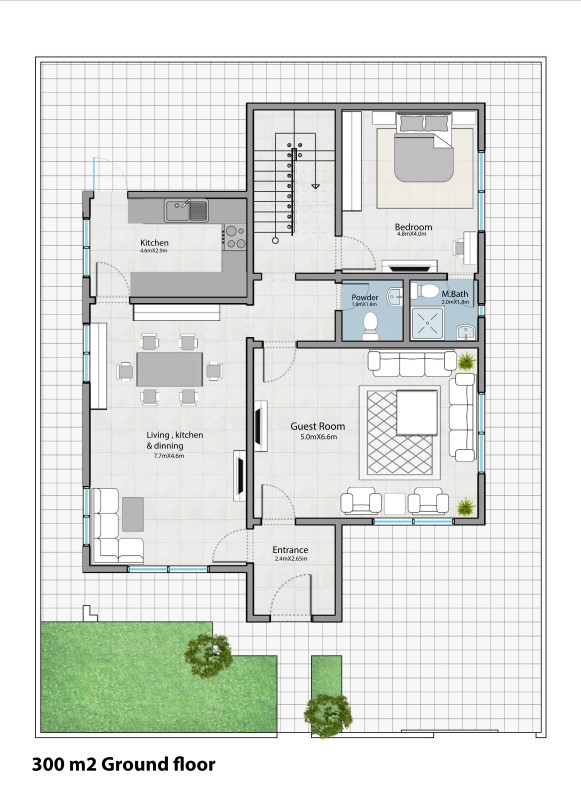 Kitchen
4.6mX2.9m
Bedroom
4.8mX4.0m
Powder
1.8mX1.8m
M.Bath
2.0mX1.8m
Living , kitchen
& dinning
7.7mX4.6m
Guest Room
5.0mX6.6m
Entrance
2.4mX2.65m
300 m2 Ground floor